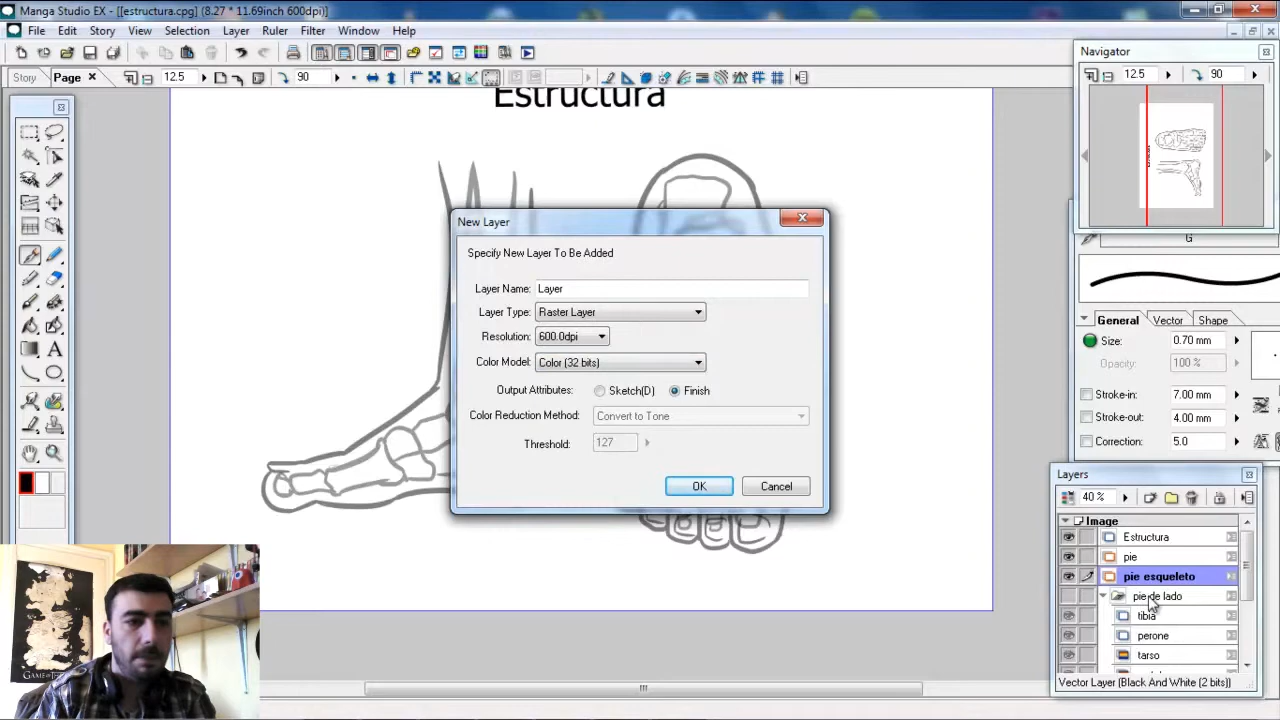 Manga Studio EX - [[estructura.cpg] (8.27 * 11.69inch 600dpi)]
File Edit Story View Selection Layer Ruler Filter Window Help
Story Page 12.5 90
Navigator
12.5 90
Estructura
New Layer
Specify New Layer To Be Added
Layer Name: Layer
Layer Type: Raster Layer
Resolution: 600.0dpi
Color Model: Color (32 bits)
Output Attributes: Sketch(D) Finish
Color Reduction Method: Convert to Tone
Threshold: 127
OK Cancel
G
General Vector Shape
Size: 0.70 mm
Opacity: 100 %
Stroke-in: 7.00 mm
Stroke-out: 4.00 mm
Correction: 5.0
Layers
40 %
Image
Estructura
pie
pie esqueleto
pie de lado
tibia
perone
tarso
Vector Layer (Black And White (2 bits))